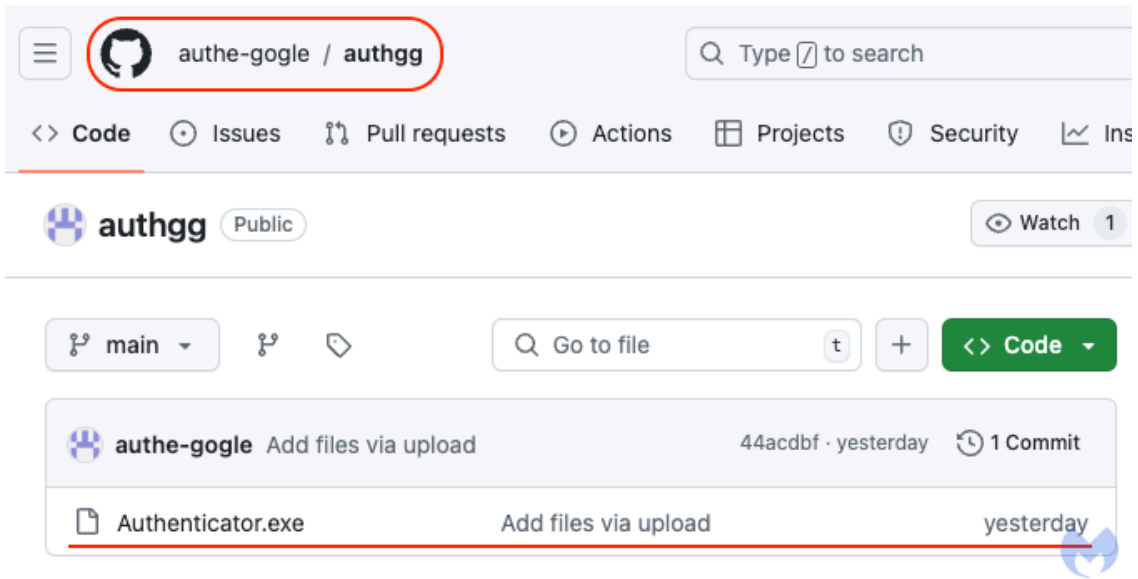 authe-gogle / authgg
Type / to search
Code Issues Pull requests Actions Projects Security Ins
authgg Public Watch 1
main Go to file t + Code
authe-gogle Add files via upload 44acdbf · yesterday 1 Commit
Authenticator.exe Add files via upload yesterday